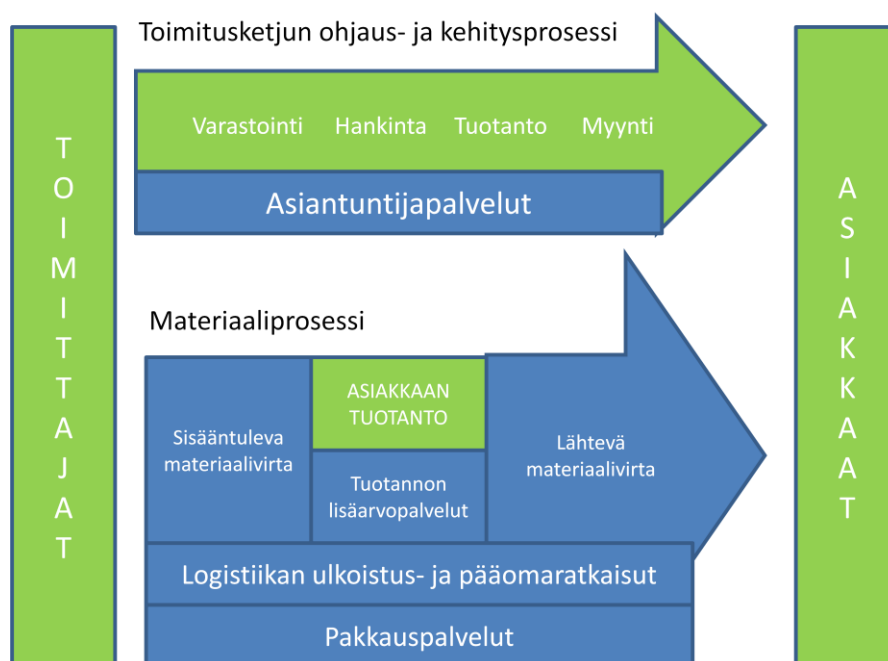 TOIMITTAJAT
Toimitusketjun ohjaus- ja kehitysprosessi
Varastointi Hankinta Tuotanto Myynti
Asiantuntijapalvelut
Materiaaliprosessi
Sisääntuleva
materiaalivirta
ASIAKKAAN
TUOTANTO
Tuotannon
lisäarvopalvelut
Lähtevä
materiaalivirta
Logistiikan ulkoistus- ja pääomaratkaisut
Pakkauspalvelut
ASIAKKAAT